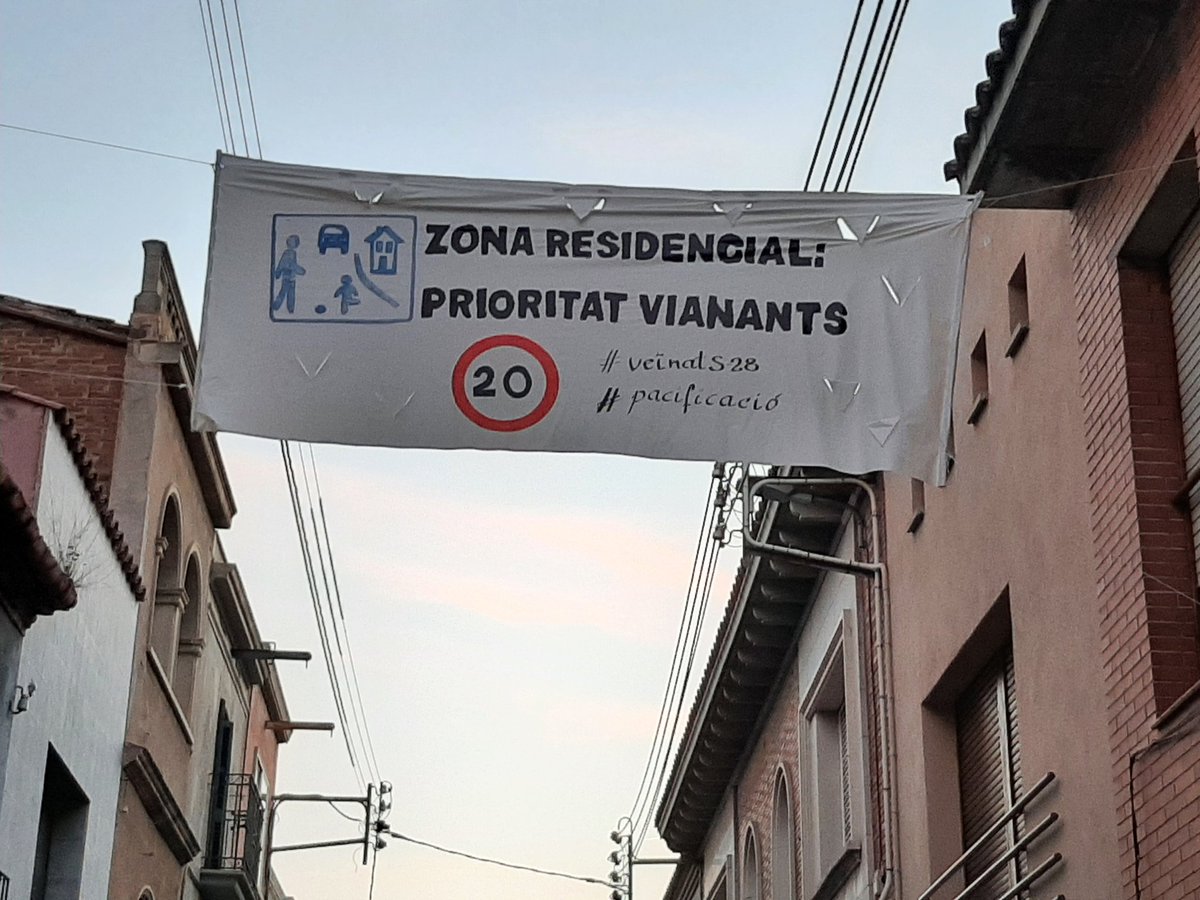 ZONA RESIDENCIAL:
PRIORITAT VIANANTS
20
#veïnalS28
#pacificació